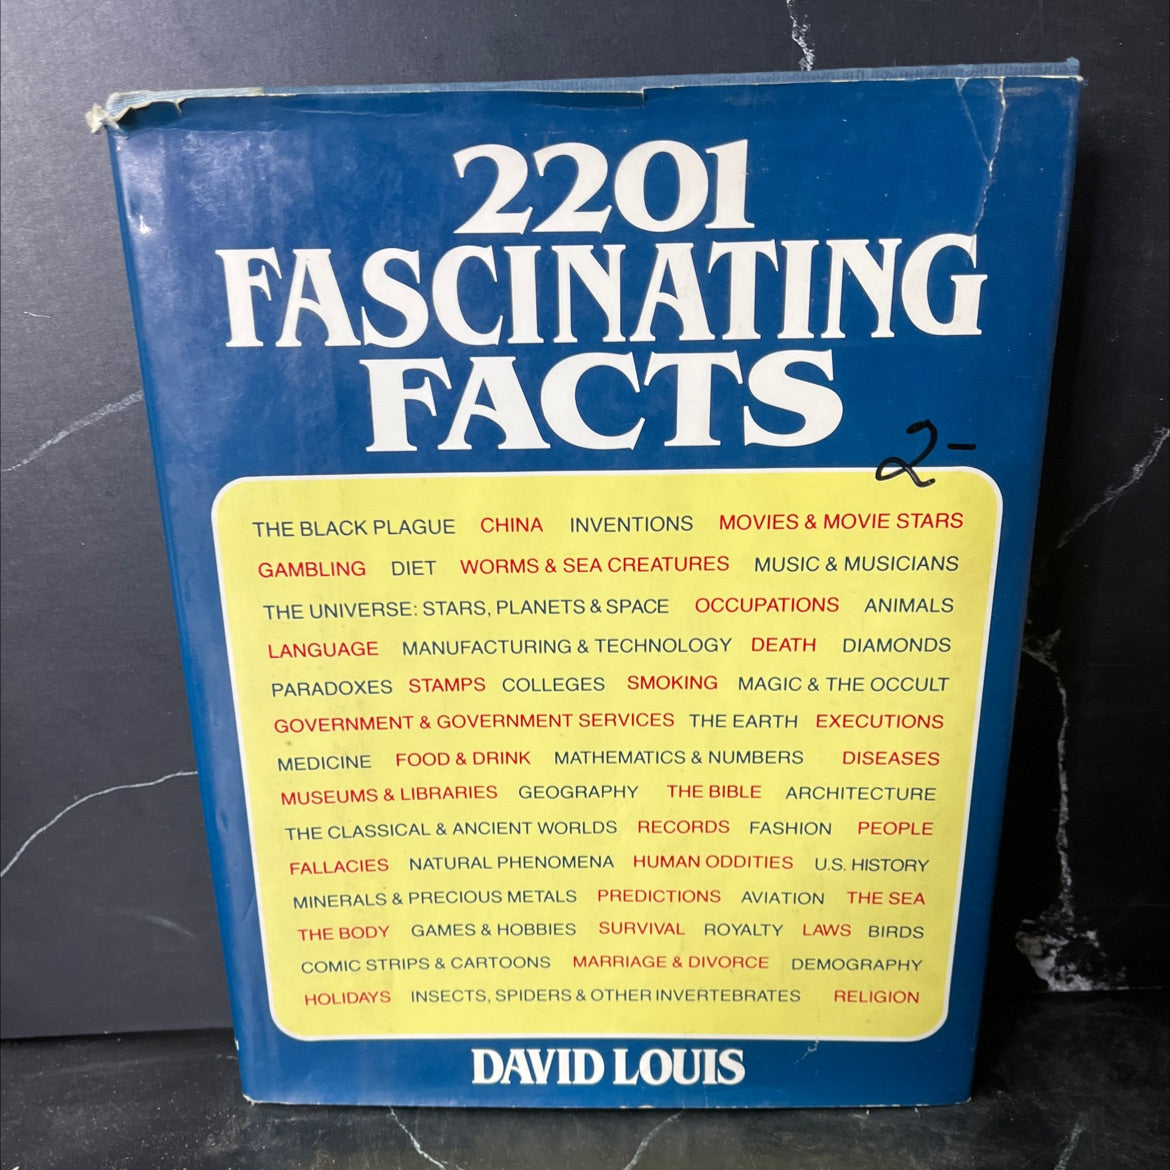 2201
FASCINATING
FACTS
2-
THE BLACK PLAGUE CHINA INVENTIONS MOVIES & MOVIE STARS
GAMBLING DIET WORMS & SEA CREATURES MUSIC & MUSICIANS
THE UNIVERSE: STARS, PLANETS & SPACE OCCUPATIONS ANIMALS
LANGUAGE MANUFACTURING & TECHNOLOGY DEATH DIAMONDS
PARADOXES STAMPS COLLEGES SMOKING MAGIC & THE OCCULT
GOVERNMENT & GOVERNMENT SERVICES THE EARTH EXECUTIONS
MEDICINE FOOD & DRINK MATHEMATICS & NUMBERS DISEASES
MUSEUMS & LIBRARIES GEOGRAPHY THE BIBLE ARCHITECTURE
THE CLASSICAL & ANCIENT WORLDS RECORDS FASHION PEOPLE
FALLACIES NATURAL PHENOMENA HUMAN ODDITIES U.S. HISTORY
MINERALS & PRECIOUS METALS PREDICTIONS AVIATION THE SEA
THE BODY GAMES & HOBBIES SURVIVAL ROYALTY LAWS BIRDS
COMIC STRIPS & CARTOONS MARRIAGE & DIVORCE DEMOGRAPHY
HOLIDAYS INSECTS, SPIDERS & OTHER INVERTEBRATES RELIGION
DAVID LOUIS